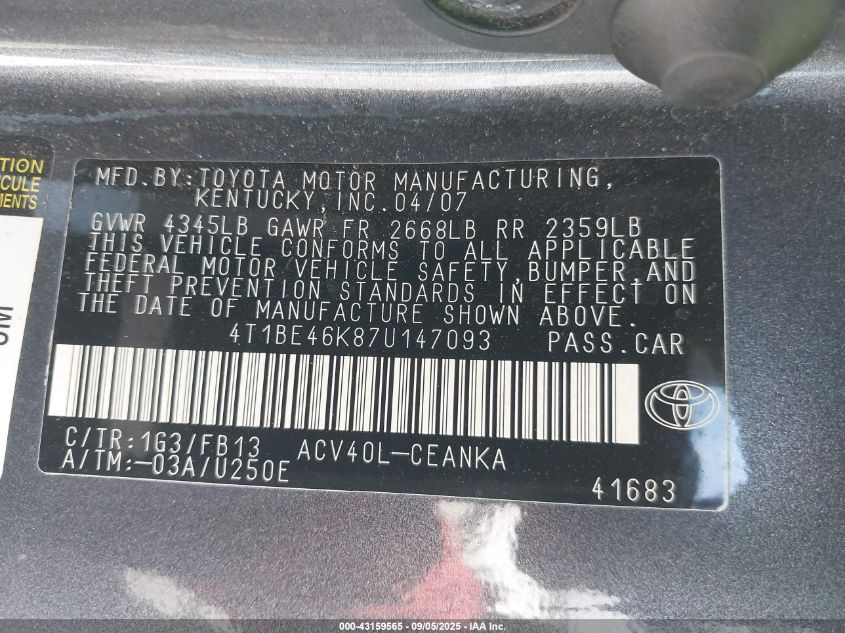 TION
ICULE
MENTS
MFD.BY:TOYOTA MOTOR MANUFACTURING,
KENTUCKY,INC.04/07
GVWR 4345LB GAWR FR 2668LB RR 2359LB
THIS VEHICLE CONFORMS TO ALL APPLICABLE
FEDERAL MOTOR VEHICLE SAFETY,BUMPER,AND
THEFT PREVENTION STANDARDS IN EFFECT ON
THE DATE OF MANUFACTURE SHOWN ABOVE.
4T1BE46K87U147093 PASS.CAR
C/TR:1G3/FB13 ACV40L-CEANKA
A/TM:-03A/U250E
41683
000-43159565 - 09/05/2025 - IAA Inc.